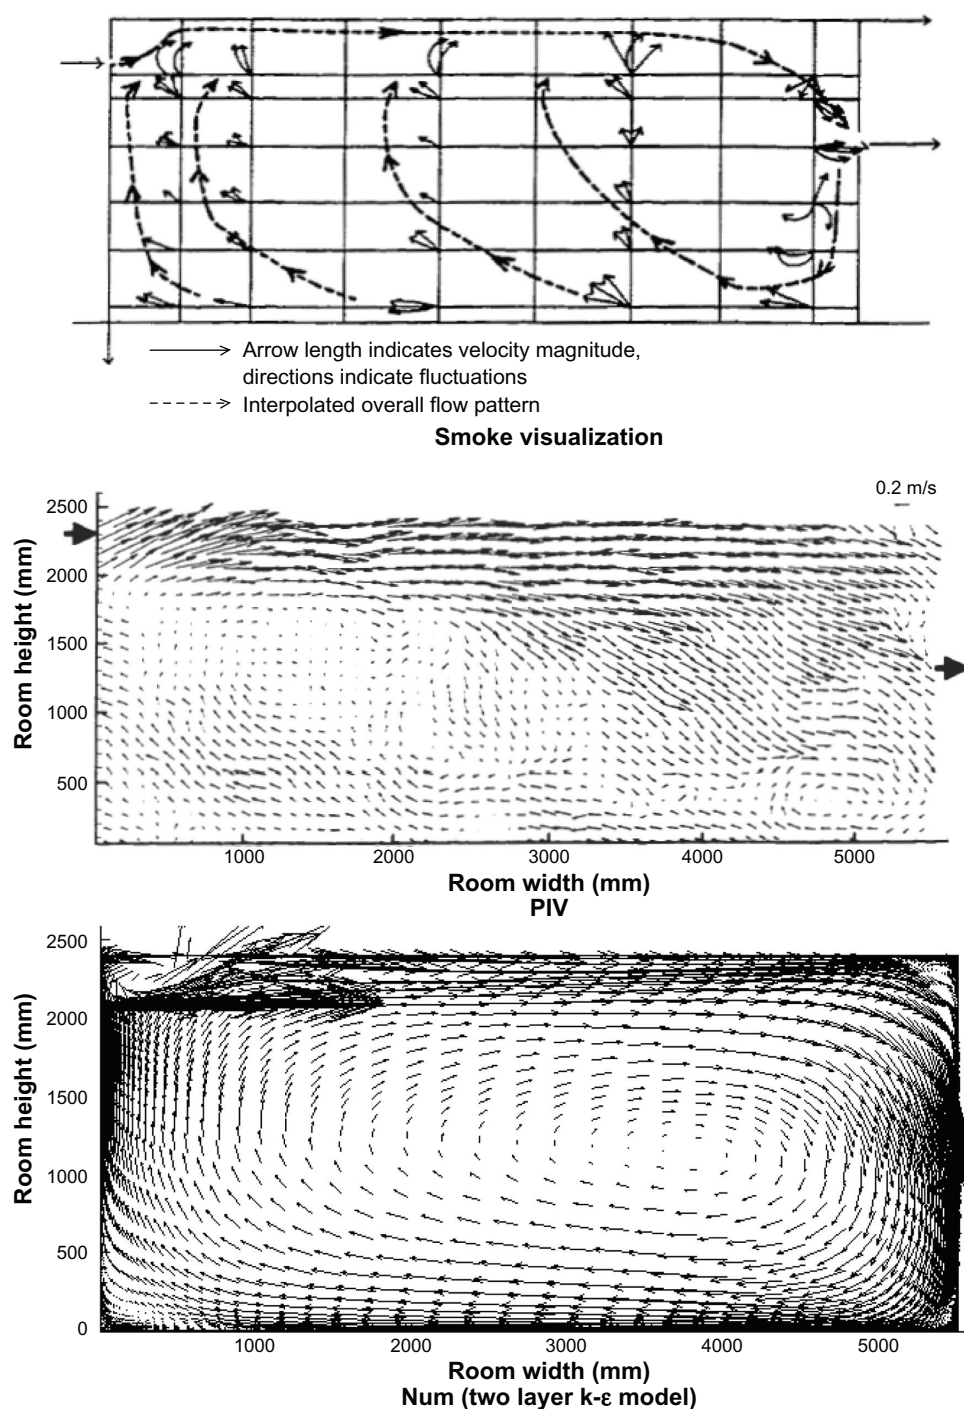 Arrow length indicates velocity magnitude,
directions indicate fluctuations
Interpolated overall flow pattern
Smoke visualization
0.2 m/s
Room height (mm)
2500
2000
1500
1000
500
1000 2000 3000 4000 5000
Room width (mm)
PIV
Room height (mm)
2500
2000
1500
1000
500
0
1000 2000 3000 4000 5000
Room width (mm)
Num (two layer k-ε model)